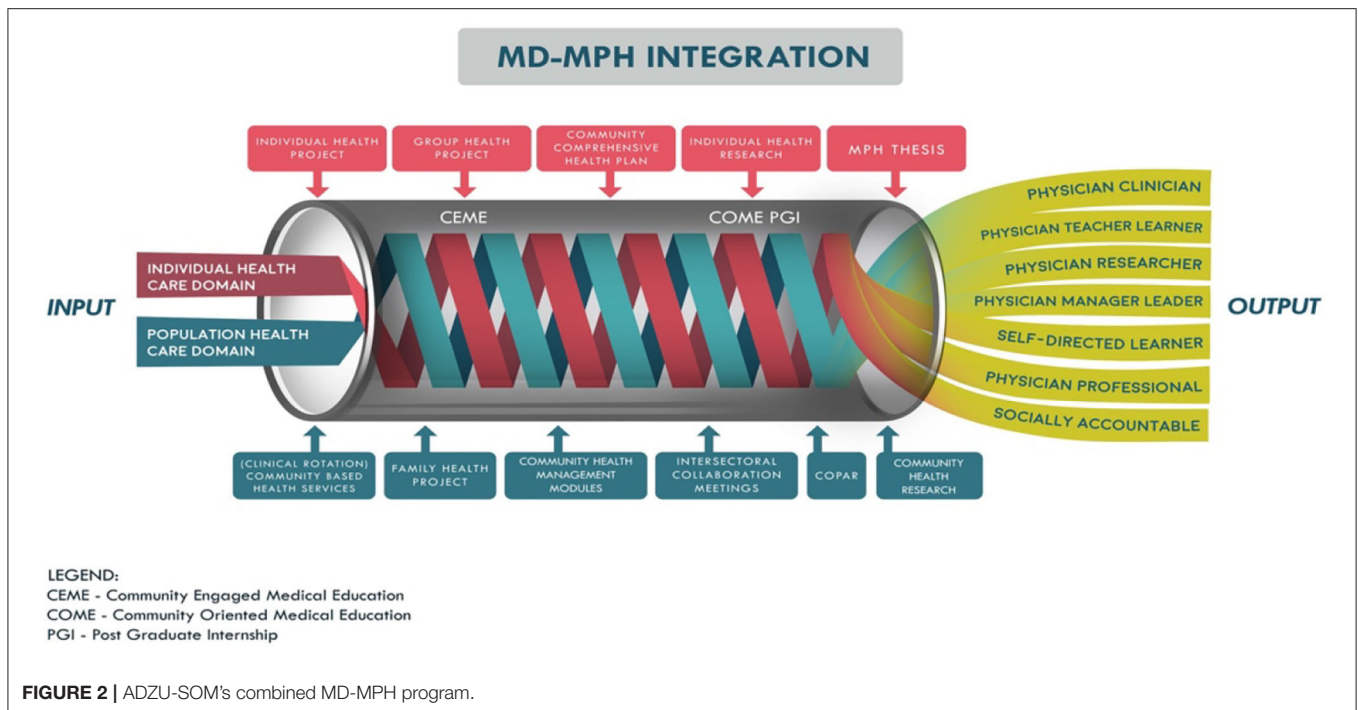 MD-MPH INTEGRATION
INDIVIDUAL HEALTH
PROJECT
GROUP HEALTH
PROJECT
COMMUNITY
COMPREHENSIVE
HEALTH PLAN
INDIVIDUAL HEALTH
RESEARCH
MPH THESIS
CEME
COME PGI
INPUT
INDIVIDUAL HEALTH
CARE DOMAIN
POPULATION HEALTH
CARE DOMAIN
PHYSICIAN CLINICIAN
PHYSICIAN TEACHER LEARNER
PHYSICIAN RESEARCHER
PHYSICIAN MANAGER LEADER
SELF-DIRECTED LEARNER
PHYSICIAN PROFESSIONAL
SOCIALLY ACCOUNTABLE
OUTPUT
(CLINICAL ROTATION)
COMMUNITY BASED
HEALTH SERVICES
FAMILY HEALTH
PROJECT
COMMUNITY HEALTH
MANAGEMENT
MODULES
INTERSECTORAL
COLLABORATION
MEETINGS
COPAR
COMMUNITY
HEALTH
RESEARCH
LEGEND:
CEME - Community Engaged Medical Education
COME - Community Oriented Medical Education
PGI - Post Graduate Internship
FIGURE 2 | ADZU-SOM's combined MD-MPH program.